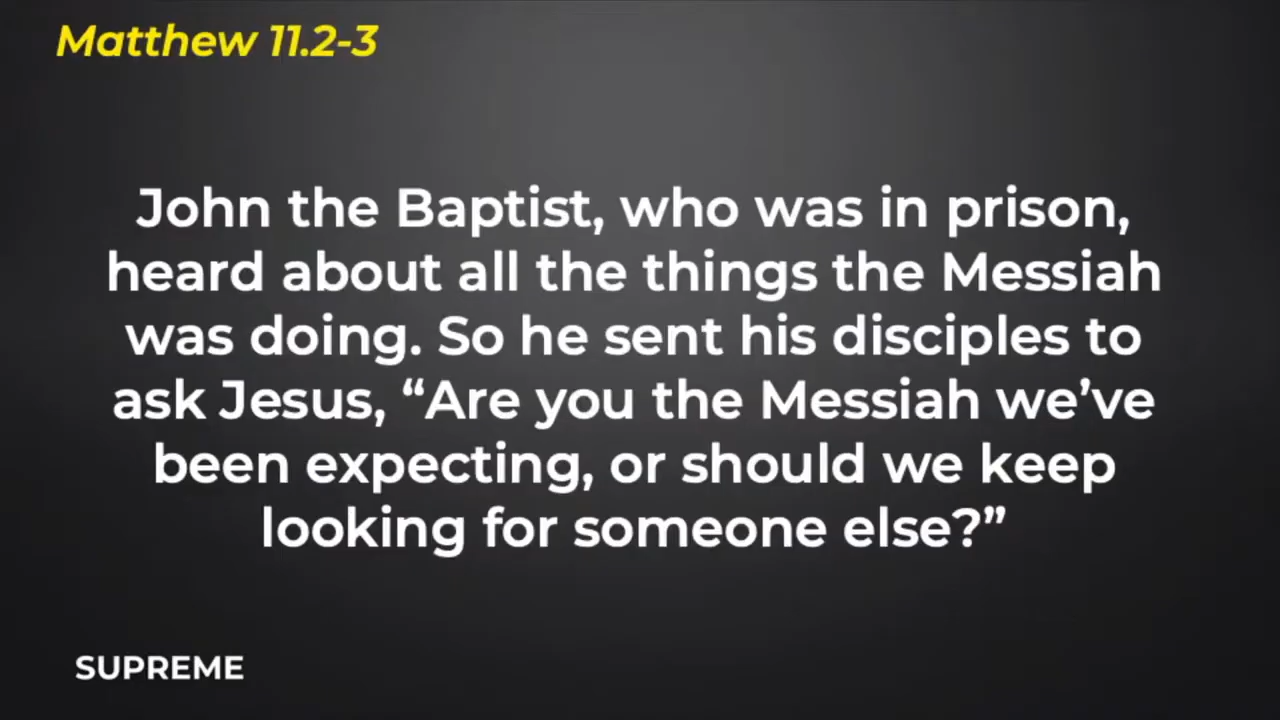 Matthew 11.2-3
John the Baptist, who was in prison,
heard about all the things the Messiah
was doing. So he sent his disciples to
ask Jesus, “Are you the Messiah we’ve
been expecting, or should we keep
looking for someone else?”
SUPREME